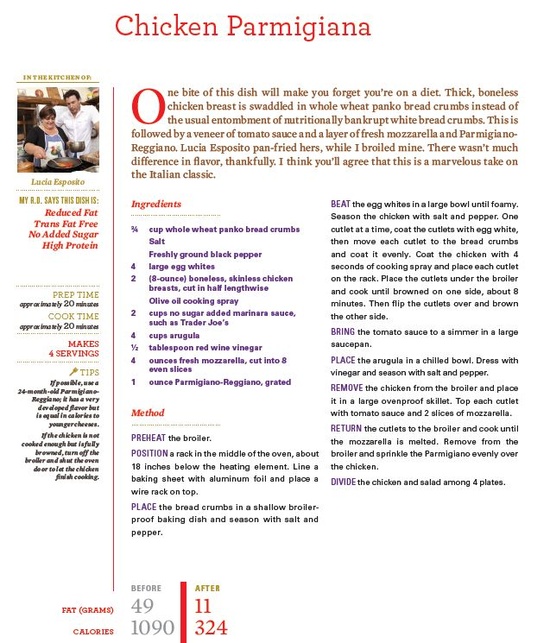 Chicken Parmigiana
IN THE KITCHEN OF:
Lucia Esposito
MY R.D. SAYS THIS DISH IS:
Reduced Fat
Trans Fat Free
No Added Sugar
High Protein
PREP TIME
approximately 20 minutes
COOK TIME
approximately 20 minutes
MAKES
4 SERVINGS
TIPS
If possible, use a
24-month-old Parmigiano-
Reggiano; it has a very
developed flavor but
is equal in calories to
younger cheeses.
If the chicken is not
cooked enough but is fully
browned, turn off the
broiler and shut the oven
door to let the chicken
finish cooking.
One bite of this dish will make you forget you're on a diet. Thick, boneless
chicken breast is swaddled in whole wheat panko bread crumbs instead of
the usual entombment of nutritionally bankrupt white bread crumbs. This is
followed by a veneer of tomato sauce and a layer of fresh mozzarella and Parmigiano-
Reggiano. Lucia Esposito pan-fried hers, while I broiled mine. There wasn't much
difference in flavor, thankfully. I think you'll agree that this is a marvelous take on
the Italian classic.
Ingredients
¾ cup whole wheat panko bread crumbs
Salt
Freshly ground black pepper
4 large egg whites
2 (8-ounce) boneless, skinless chicken
breasts, cut in half lengthwise
Olive oil cooking spray
2 cups no sugar added marinara sauce,
such as Trader Joe's
4 cups arugula
½ tablespoon red wine vinegar
4 ounces fresh mozzarella, cut into 8
even slices
1 ounce Parmigiano-Reggiano, grated
Method
PREHEAT the broiler.
POSITION a rack in the middle of the oven, about
18 inches below the heating element. Line a
baking sheet with aluminum foil and place a
wire rack on top.
PLACE the bread crumbs in a shallow broiler-
proof baking dish and season with salt and
pepper.
BEAT the egg whites in a large bowl until foamy.
Season the chicken with salt and pepper. One
cutlet at a time, coat the cutlets with egg white,
then move each cutlet to the bread crumbs
and coat it evenly. Coat the chicken with 4
seconds of cooking spray and place each cutlet
on the rack. Place the cutlets under the broiler
and cook until browned on one side, about 8
minutes. Then flip the cutlets over and brown
the other side.
BRING the tomato sauce to a simmer in a large
saucepan.
PLACE the arugula in a chilled bowl. Dress with
vinegar and season with salt and pepper.
REMOVE the chicken from the broiler and place
it in a large ovenproof skillet. Top each cutlet
with tomato sauce and 2 slices of mozzarella.
RETURN the cutlets to the broiler and cook until
the mozzarella is melted. Remove from the
broiler and sprinkle the Parmigiano evenly over
the chicken.
DIVIDE the chicken and salad among 4 plates.
BEFORE AFTER
FAT (GRAMS) 49 11
CALORIES 1090 324